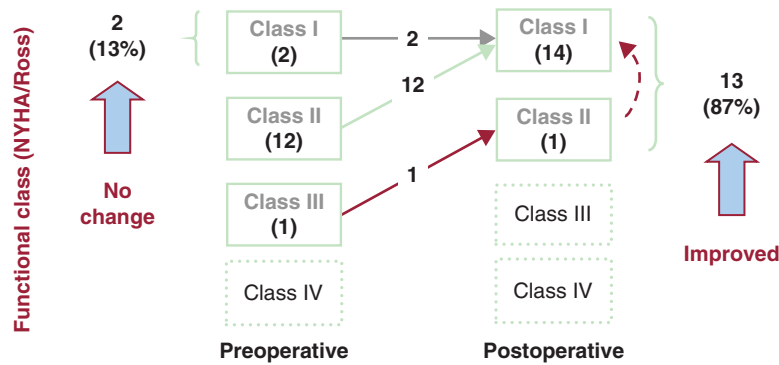 Functional class (NYHA/Ross)
2
(13%)
No
change
Class I
(2)
Class II
(12)
Class III
(1)
Class IV
Preoperative
2
12
1
Class I
(14)
Class II
(1)
Class III
Class IV
Postoperative
13
(87%)
Improved